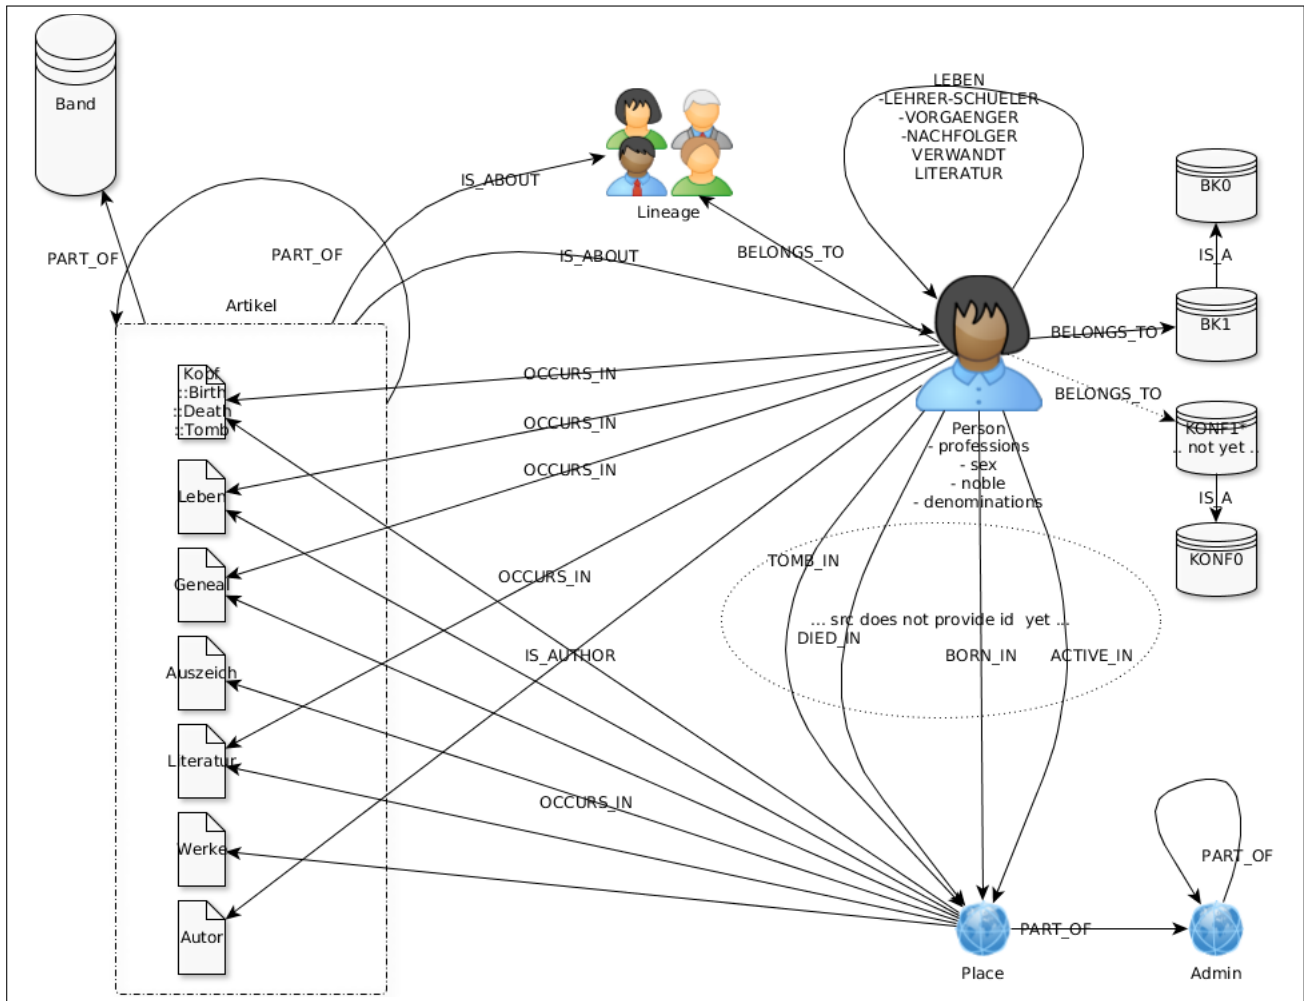 Band
LEBEN
-LEHRER-SCHUELER
-VORGAENGER
-NACHFOLGER
VERWANDT
LITERATUR
IS_ABOUT
BK0
Lineage
PART_OF
PART_OF
IS_ABOUT
BELONGS_TO
IS_A
Artikel
BK1
BELONGS_TO
Kopf
::Birth
::Death
::Tomb
OCCURS_IN
BELONGS_TO
OCCURS_IN
Person
- professions
- sex
- noble
- denominations
KONF1*
.. not yet ..
OCCURS_IN
Leben
IS_A
TOMB_IN
KONF0
Geneal
OCCURS_IN
... src does not provide id yet ...
DIED_IN
IS_AUTHOR
BORN_IN
ACTIVE_IN
Auszeich
Literatur
OCCURS_IN
Werke
PART_OF
Autor
PART_OF
Place
Admin